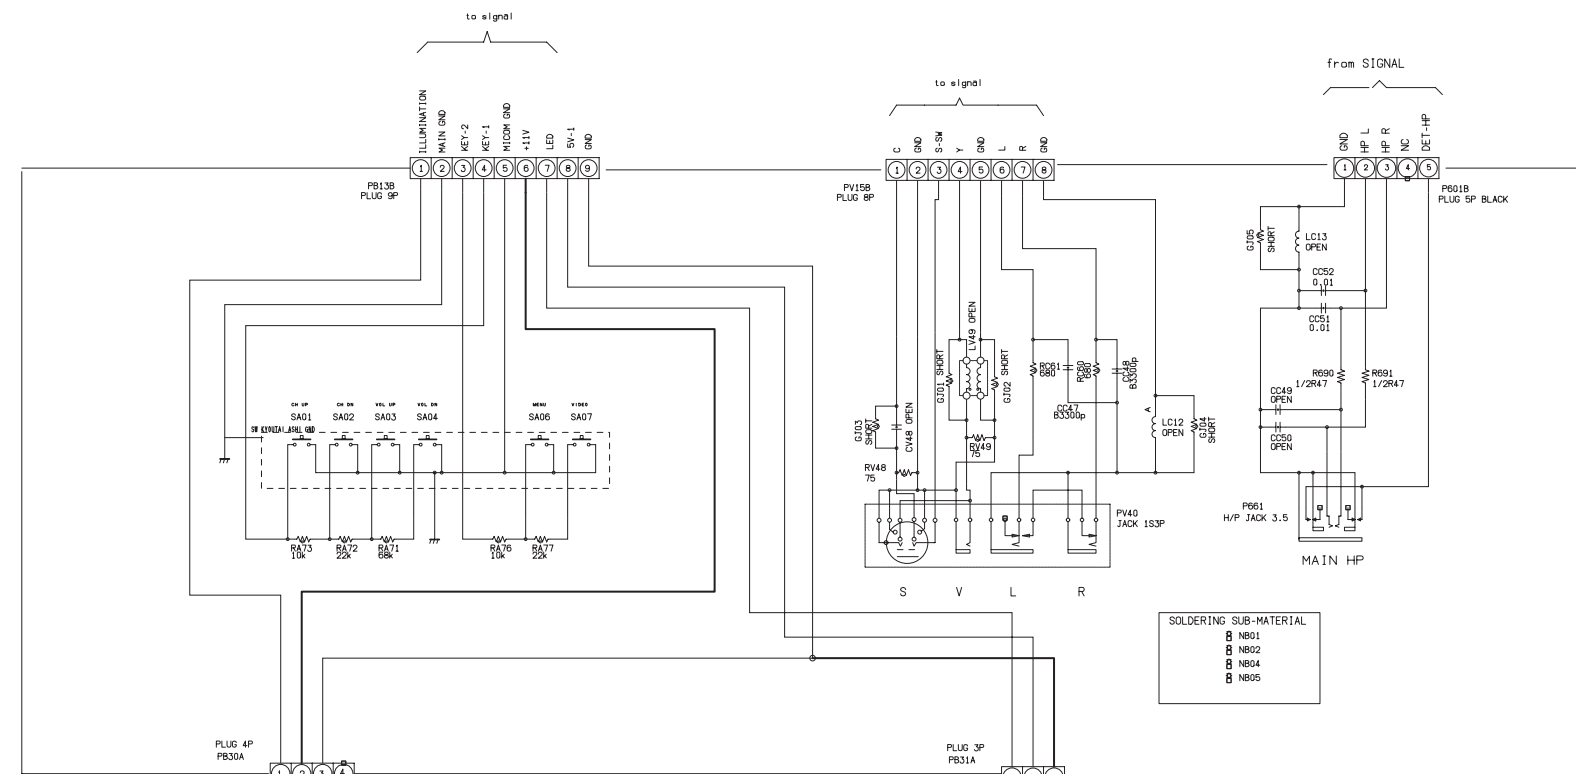 to signal
ILLUMINATION
MAIN GND
KEY-2
KEY-1
MICOM GND
+11V
LED
5V-1
GND
1 2 3 4 5 6 7 8 9
PB13B
PLUG 9P
to signal
C
GND
S-SW
Y
GND
L
R
GND
1 2 3 4 5 6 7 8
PV15B
PLUG 8P
from SIGNAL
GND
HP L
HP R
NC
DET-HP
1 2 3 4 5
P601B
PLUG 5P BLACK
GJ05
SHORT
LC13
OPEN
CC52
0.01
CC51
0.01
R690
1/2R47
R691
1/2R47
CC49
OPEN
CC50
OPEN
P661
H/P JACK 3.5
MAIN HP
CH UP
SA01
CH DN
SA02
VOL UP
SA03
VOL DN
SA04
MENU
SA06
VIDEO
SA07
SW KYOUTAI_ASHI GND
RA73
10k
RA72
22k
RA71
68k
RA76
10k
RA77
22k
GJ03
SHORT
CV48 OPEN
RV48
75
GJ01 SHORT
LV49 OPEN
GJ02 SHORT
RV49
75
RC61
680
RC60
680
CC47
B3300p
CC48
B3300p
A
LC12
OPEN
GJ04
SHORT
PV40
JACK 1S3P
S V L R
SOLDERING SUB-MATERIAL
NB01
NB02
NB04
NB05
PLUG 4P
PB30A
1 2 3 4
PLUG 3P
PB31A